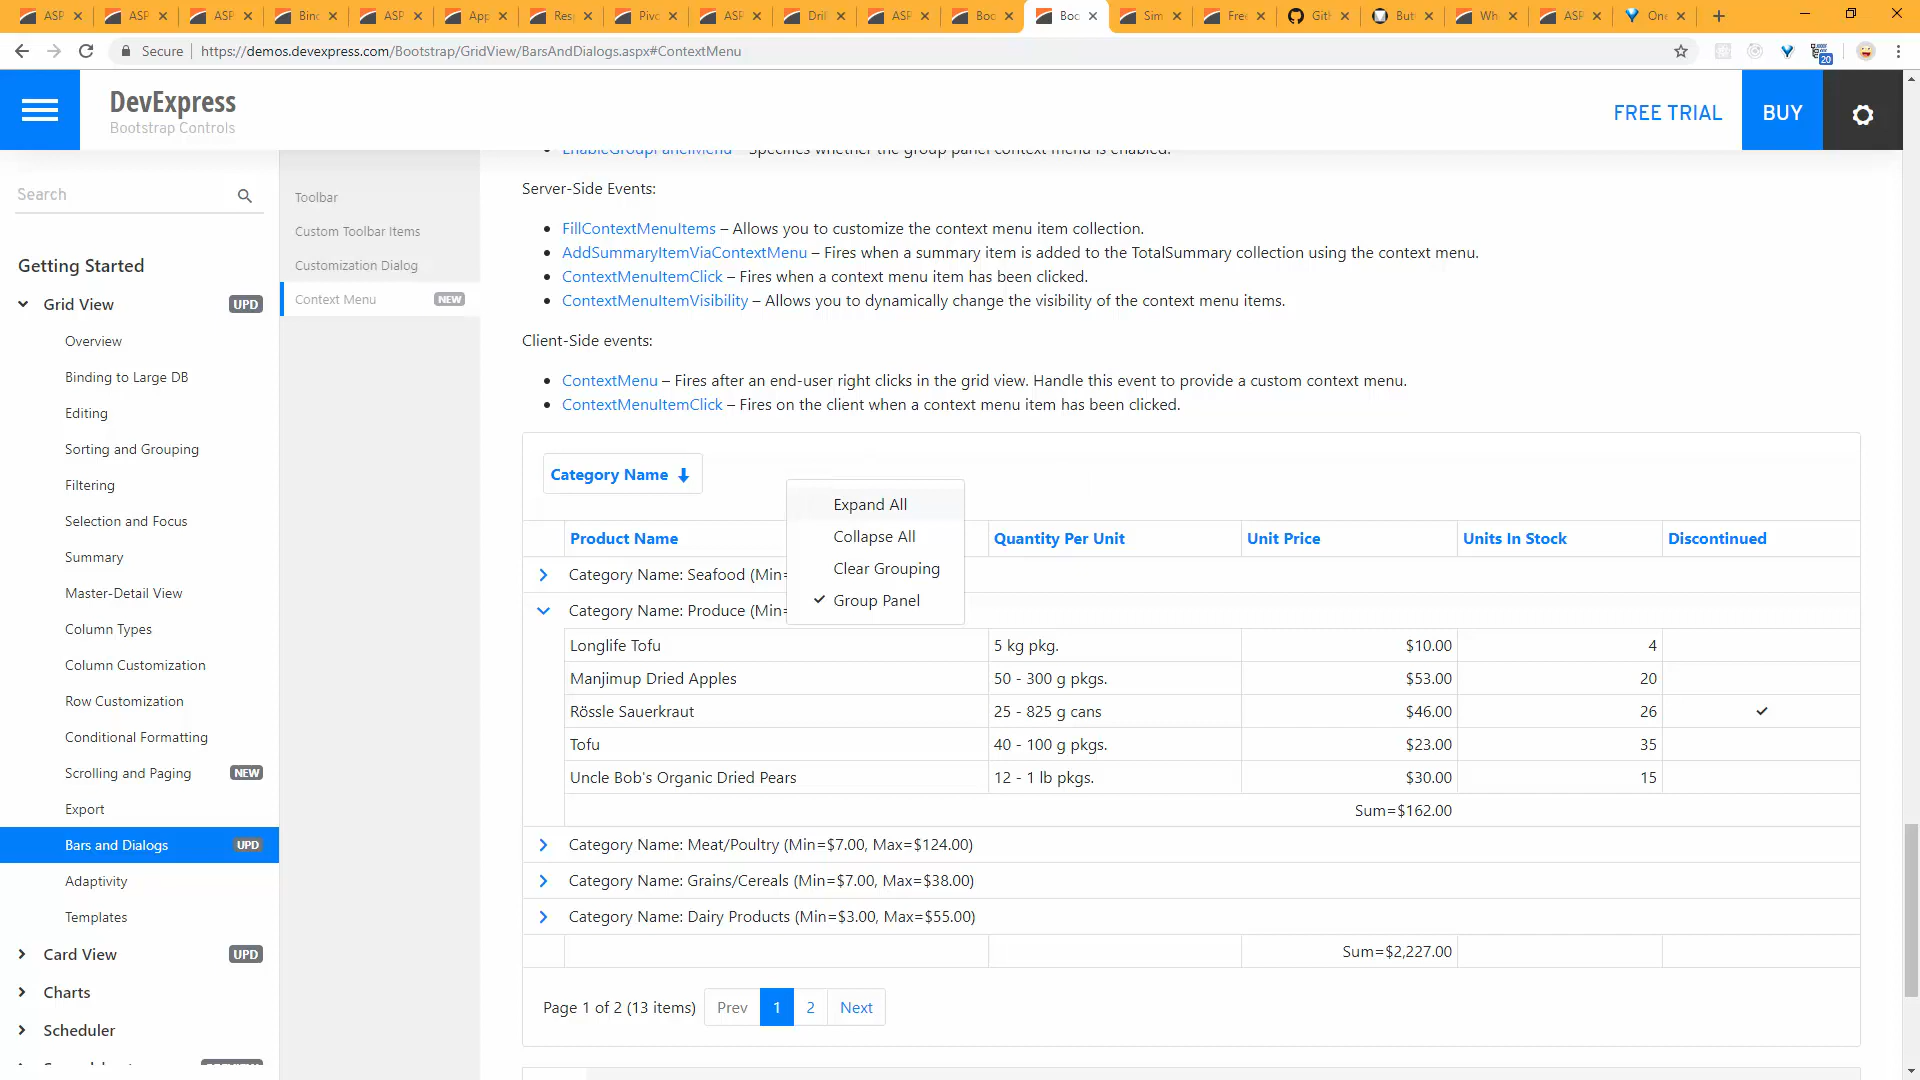 ASP
ASP
ASP
Binc
ASP
App
Res
Pivo
ASP
Drill
ASP
Boo
Boo
Sim
Free
GitH
Butt
Wh
ASP
One
Secure
https://demos.devexpress.com/Bootstrap/GridView/BarsAndDialogs.aspx#ContextMenu
20
DevExpress
Bootstrap Controls
FREE TRIAL
BUY
Search
Getting Started
Grid View UPD
Overview
Binding to Large DB
Editing
Sorting and Grouping
Filtering
Selection and Focus
Summary
Master-Detail View
Column Types
Column Customization
Row Customization
Conditional Formatting
Scrolling and Paging NEW
Export
Bars and Dialogs UPD
Adaptivity
Templates
Card View UPD
Charts
Scheduler
Toolbar
Custom Toolbar Items
Customization Dialog
Context Menu NEW
EnableGroupPanelMenu – Specifies whether the group panel context menu is enabled.
Server-Side Events:
FillContextMenuItems – Allows you to customize the context menu item collection.
AddSummaryItemViaContextMenu – Fires when a summary item is added to the TotalSummary collection using the context menu.
ContextMenuItemClick – Fires when a context menu item has been clicked.
ContextMenuItemVisibility – Allows you to dynamically change the visibility of the context menu items.
Client-Side events:
ContextMenu – Fires after an end-user right clicks in the grid view. Handle this event to provide a custom context menu.
ContextMenuItemClick – Fires on the client when a context menu item has been clicked.
Category Name
Expand All
Collapse All
Clear Grouping
Group Panel
Product Name Quantity Per Unit Unit Price Units In Stock Discontinued
Category Name: Seafood (Min=
Category Name: Produce (Min=
Longlife Tofu 5 kg pkg. $10.00 4
Manjimup Dried Apples 50 - 300 g pkgs. $53.00 20
Rössle Sauerkraut 25 - 825 g cans $46.00 26
Tofu 40 - 100 g pkgs. $23.00 35
Uncle Bob's Organic Dried Pears 12 - 1 lb pkgs. $30.00 15
Sum=$162.00
Category Name: Meat/Poultry (Min=$7.00, Max=$124.00)
Category Name: Grains/Cereals (Min=$7.00, Max=$38.00)
Category Name: Dairy Products (Min=$3.00, Max=$55.00)
Sum=$2,227.00
Page 1 of 2 (13 items) Prev 1 2 Next